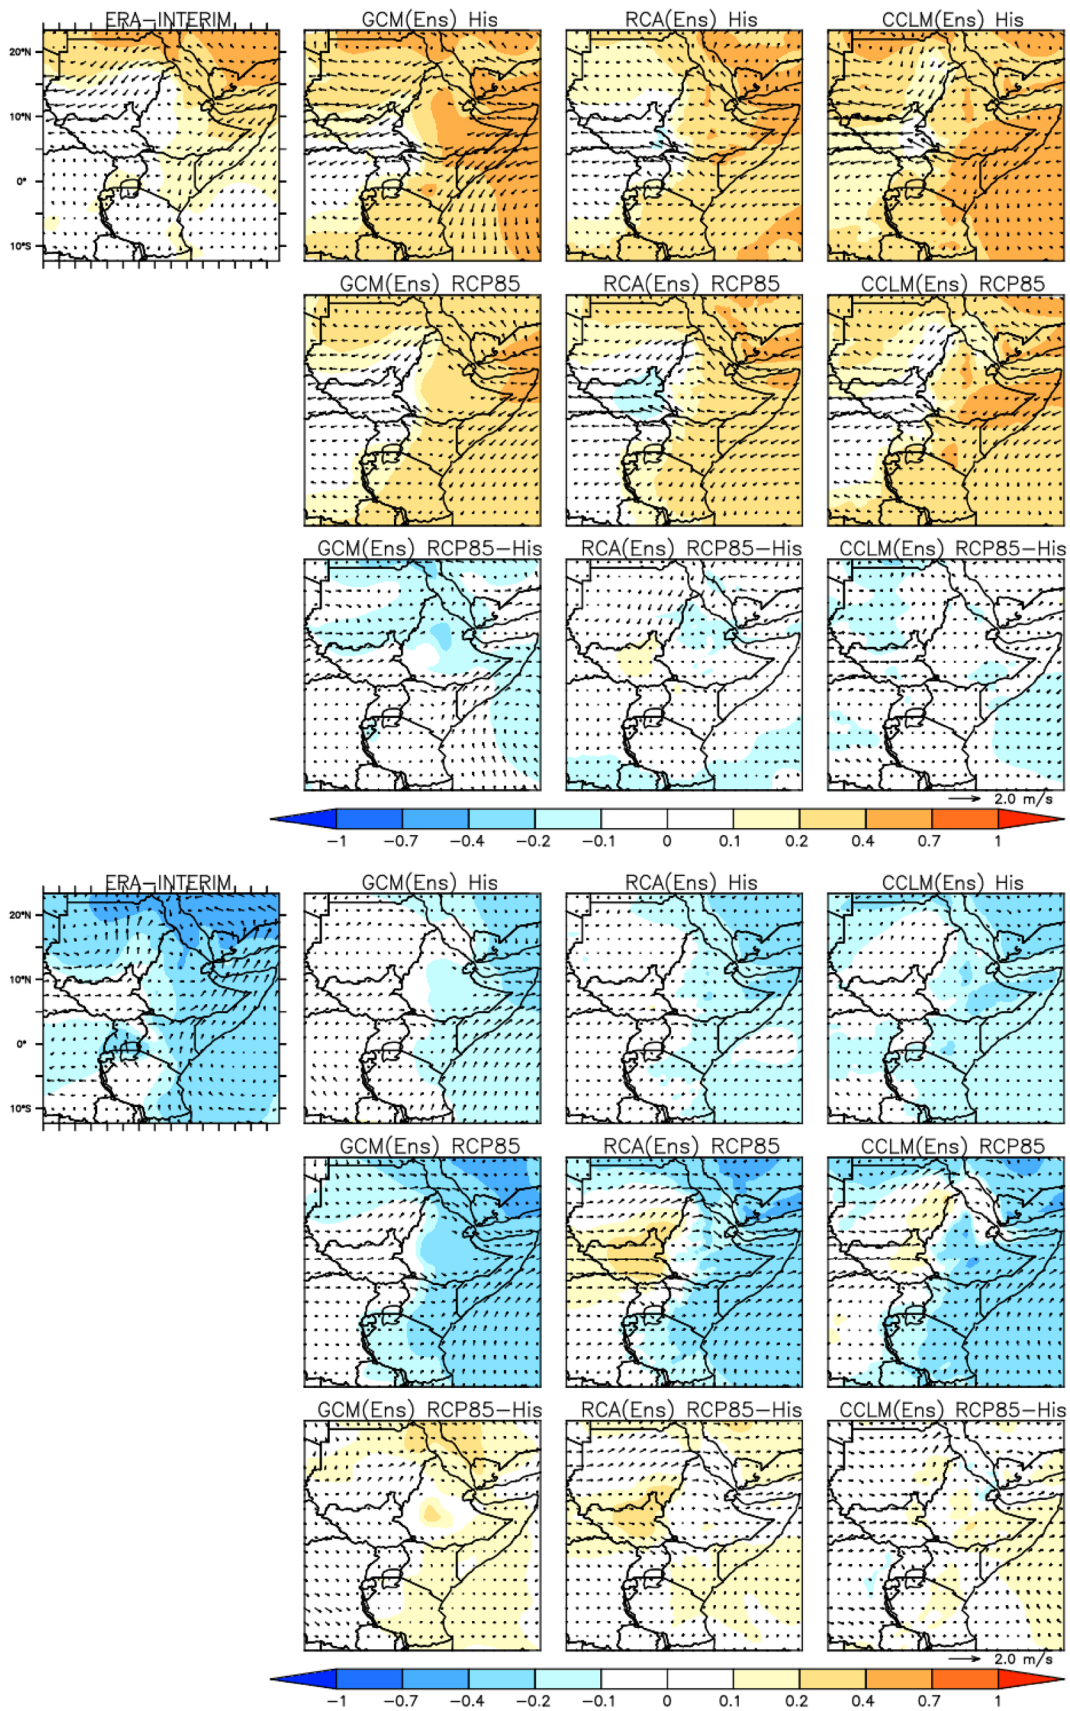 ERA-INTERIM GCM(Ens) His RCA(Ens) His CCLM(Ens) His
20°N
10°N
0°
10°S
GCM(Ens) RCP85 RCA(Ens) RCP85 CCLM(Ens) RCP85
GCM(Ens) RCP85-His RCA(Ens) RCP85-His CCLM(Ens) RCP85-His
2.0 m/s
-1 -0.7 -0.4 -0.2 -0.1 0 0.1 0.2 0.4 0.7 1
ERA-INTERIM GCM(Ens) His RCA(Ens) His CCLM(Ens) His
20°N
10°N
0°
10°S
GCM(Ens) RCP85 RCA(Ens) RCP85 CCLM(Ens) RCP85
GCM(Ens) RCP85-His RCA(Ens) RCP85-His CCLM(Ens) RCP85-His
2.0 m/s
-1 -0.7 -0.4 -0.2 -0.1 0 0.1 0.2 0.4 0.7 1